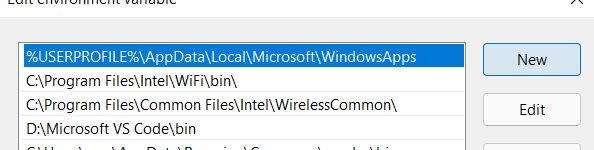 Edit environment variable
%USERPROFILE%\AppData\Local\Microsoft\WindowsApps
New
C:\Program Files\Intel\WiFi\bin\
C:\Program Files\Common Files\Intel\WirelessCommon\
Edit
D:\Microsoft VS Code\bin